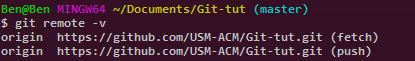 Ben@Ben MINGW64 ~/Documents/Git-tut (master)
$ git remote -v
origin  https://github.com/USM-ACM/Git-tut.git (fetch)
origin  https://github.com/USM-ACM/Git-tut.git (push)